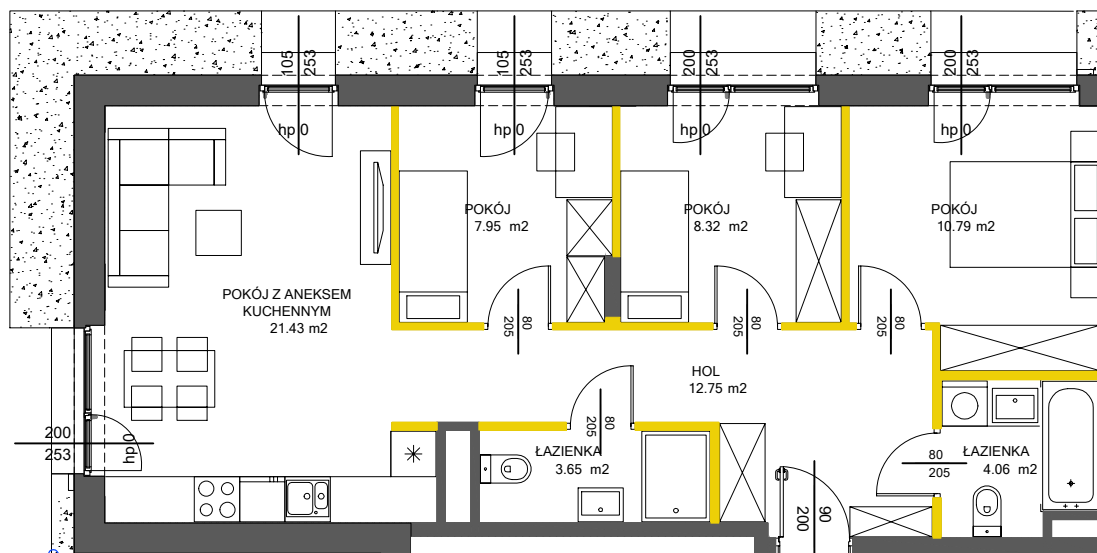 105
253
105
253
200
253
200
253
hp 0
hp 0
hp 0
hp 0
POKÓJ
7.95 m2
POKÓJ
8.32 m2
POKÓJ
10.79 m2
POKÓJ Z ANEKSEM
KUCHENNYM
21.43 m2
80
205
80
205
80
205
HOL
12.75 m2
200
253
hp 0
80
205
ŁAZIENKA
3.65 m2
80
205
ŁAZIENKA
4.06 m2
90
200